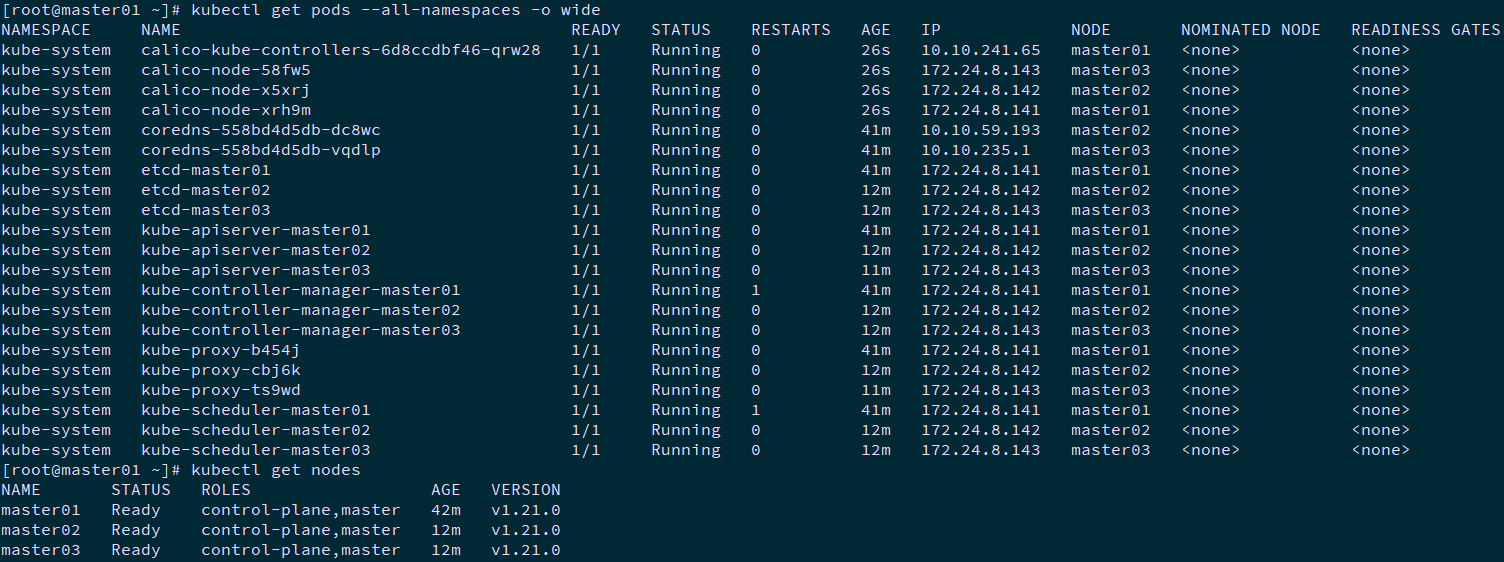 [root@master01 ~]# kubectl get pods --all-namespaces -o wide
NAMESPACE     NAME                                       READY   STATUS    RESTARTS   AGE   IP             NODE       NOMINATED NODE   READINESS GATES
kube-system   calico-kube-controllers-6d8ccdbf46-qrw28   1/1     Running   0          26s   10.10.241.65   master01   <none>           <none>
kube-system   calico-node-58fw5                          1/1     Running   0          26s   172.24.8.143   master03   <none>           <none>
kube-system   calico-node-x5xrj                          1/1     Running   0          26s   172.24.8.142   master02   <none>           <none>
kube-system   calico-node-xrh9m                          1/1     Running   0          26s   172.24.8.141   master01   <none>           <none>
kube-system   coredns-558bd4d5db-dc8wc                   1/1     Running   0          41m   10.10.59.193   master02   <none>           <none>
kube-system   coredns-558bd4d5db-vqdlp                   1/1     Running   0          41m   10.10.235.1    master03   <none>           <none>
kube-system   etcd-master01                              1/1     Running   0          41m   172.24.8.141   master01   <none>           <none>
kube-system   etcd-master02                              1/1     Running   0          12m   172.24.8.142   master02   <none>           <none>
kube-system   etcd-master03                              1/1     Running   0          12m   172.24.8.143   master03   <none>           <none>
kube-system   kube-apiserver-master01                    1/1     Running   0          41m   172.24.8.141   master01   <none>           <none>
kube-system   kube-apiserver-master02                    1/1     Running   0          12m   172.24.8.142   master02   <none>           <none>
kube-system   kube-apiserver-master03                    1/1     Running   0          11m   172.24.8.143   master03   <none>           <none>
kube-system   kube-controller-manager-master01           1/1     Running   1          41m   172.24.8.141   master01   <none>           <none>
kube-system   kube-controller-manager-master02           1/1     Running   0          12m   172.24.8.142   master02   <none>           <none>
kube-system   kube-controller-manager-master03           1/1     Running   0          12m   172.24.8.143   master03   <none>           <none>
kube-system   kube-proxy-b454j                           1/1     Running   0          41m   172.24.8.141   master01   <none>           <none>
kube-system   kube-proxy-cbj6k                           1/1     Running   0          12m   172.24.8.142   master02   <none>           <none>
kube-system   kube-proxy-ts9wd                           1/1     Running   0          11m   172.24.8.143   master03   <none>           <none>
kube-system   kube-scheduler-master01                    1/1     Running   1          41m   172.24.8.141   master01   <none>           <none>
kube-system   kube-scheduler-master02                    1/1     Running   0          12m   172.24.8.142   master02   <none>           <none>
kube-system   kube-scheduler-master03                    1/1     Running   0          12m   172.24.8.143   master03   <none>           <none>
[root@master01 ~]# kubectl get nodes
NAME       STATUS   ROLES                  AGE   VERSION
master01   Ready    control-plane,master   42m   v1.21.0
master02   Ready    control-plane,master   12m   v1.21.0
master03   Ready    control-plane,master   12m   v1.21.0